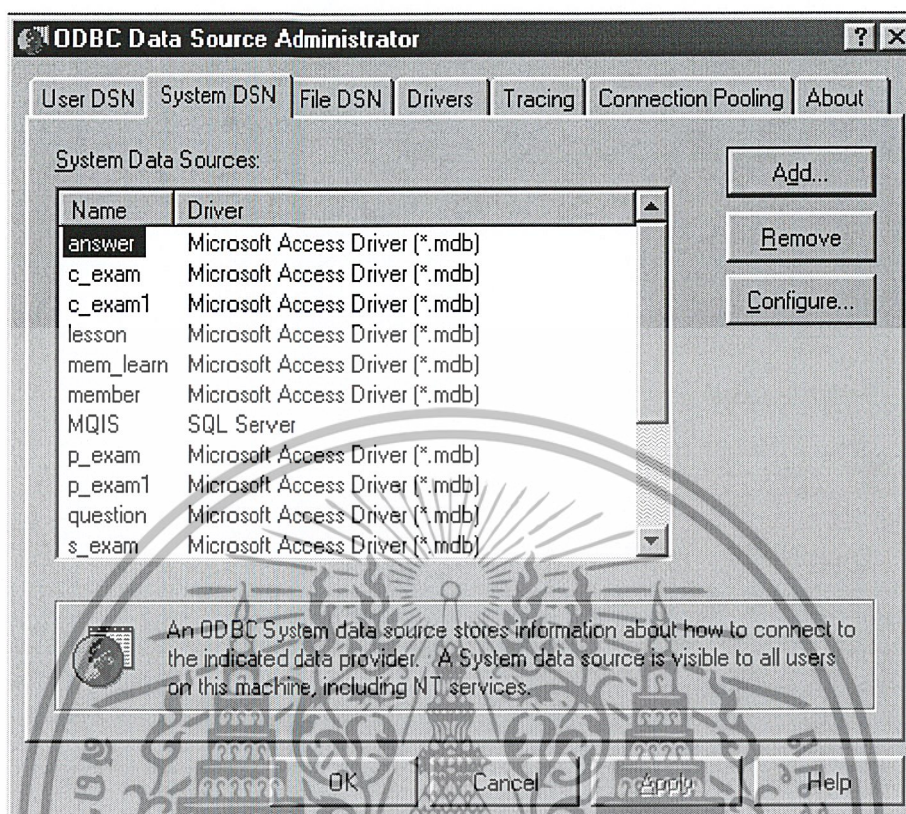 ODBC Data Source Administrator
User DSN System DSN File DSN Drivers Tracing Connection Pooling About
System Data Sources:
Name Driver
answer Microsoft Access Driver (*.mdb)
c_exam Microsoft Access Driver (*.mdb)
c_exam1 Microsoft Access Driver (*.mdb)
lesson Microsoft Access Driver (*.mdb)
mem_learn Microsoft Access Driver (*.mdb)
member Microsoft Access Driver (*.mdb)
MQIS SQL Server
p_exam Microsoft Access Driver (*.mdb)
p_exam1 Microsoft Access Driver (*.mdb)
question Microsoft Access Driver (*.mdb)
s_exam Microsoft Access Driver (*.mdb)
Add...
Remove
Configure...
An ODBC System data source stores information about how to connect to
the indicated data provider. A System data source is visible to all users
on this machine, including NT services.
OK Cancel Apply Help